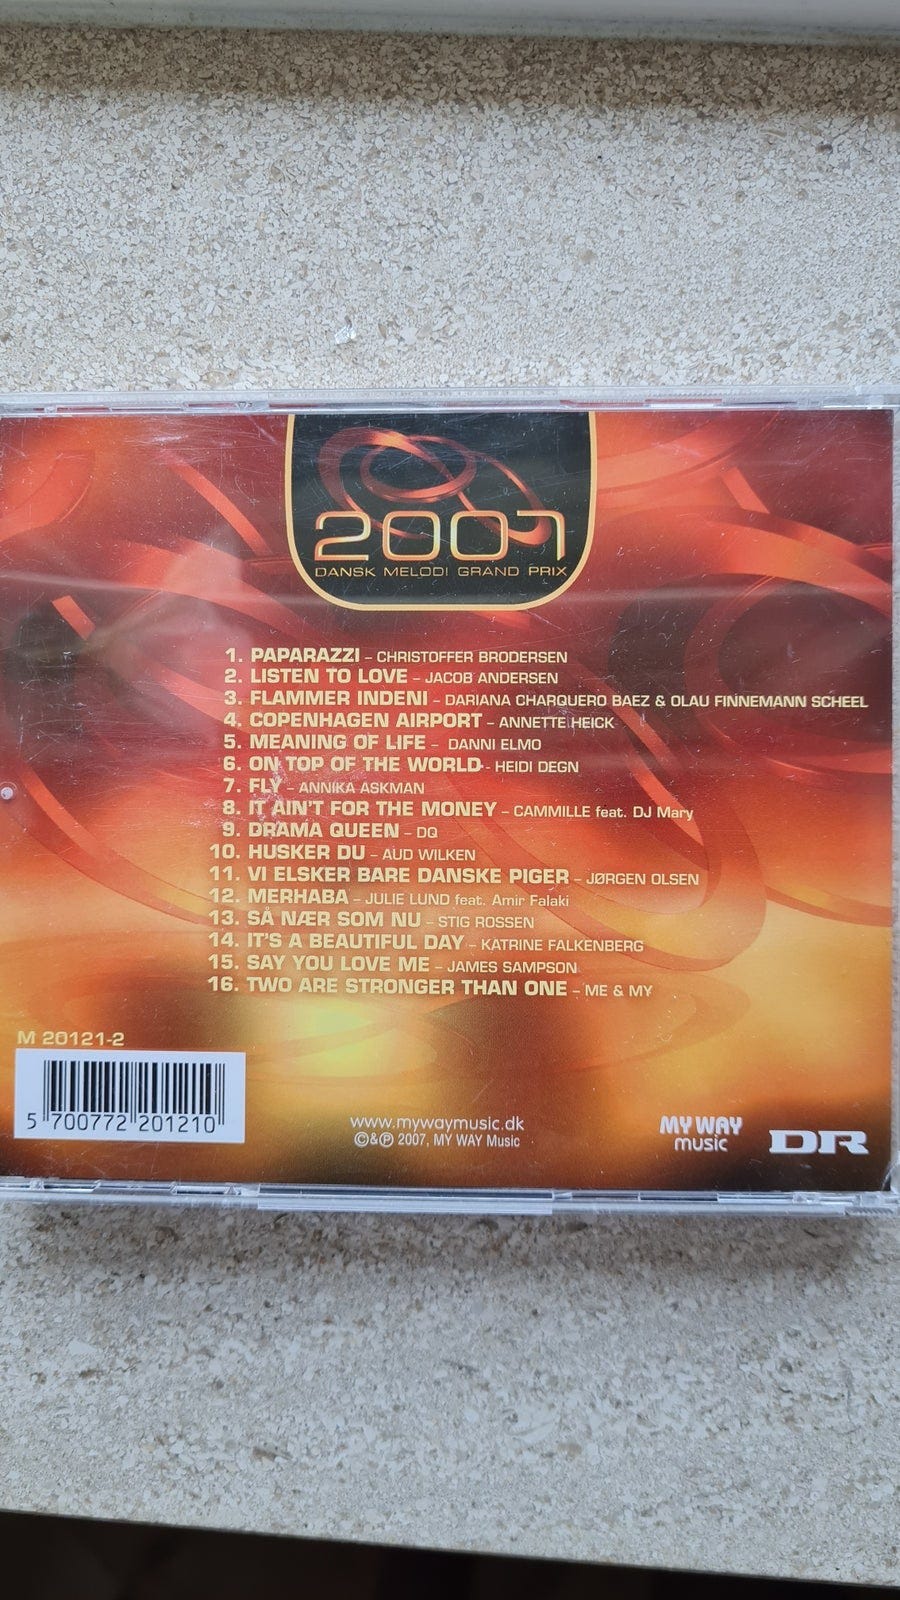 2007
DANSK MELODI GRAND PRIX
1. PAPARAZZI – CHRISTOFFER BRODERSEN
2. LISTEN TO LOVE – JACOB ANDERSEN
3. FLAMMER INDENI – DARIANA CHARQUERO BAEZ & OLAU FINNEMANN SCHEEL
4. COPENHAGEN AIRPORT – ANNETTE HEICK
5. MEANING OF LIFE – DANNI ELMO
6. ON TOP OF THE WORLD - HEIDI DEGN
7. FLY – ANNIKA ASKMAN
8. IT AIN'T FOR THE MONEY – CAMMILLE feat. DJ Mary
9. DRAMA QUEEN – DQ
10. HUSKER DU – AUD WILKEN
11. VI ELSKER BARE DANSKE PIGER – JØRGEN OLSEN
12. MERHABA – JULIE LUND feat. Amir Falaki
13. SÅ NÆR SOM NU – STIG ROSSEN
14. IT'S A BEAUTIFUL DAY – KATRINE FALKENBERG
15. SAY YOU LOVE ME – JAMES SAMPSON
16. TWO ARE STRONGER THAN ONE – ME & MY
M 20121-2
5 700772 201210
www.mywaymusic.dk
©&℗ 2007, MY WAY Music
MY WAY
music
DR